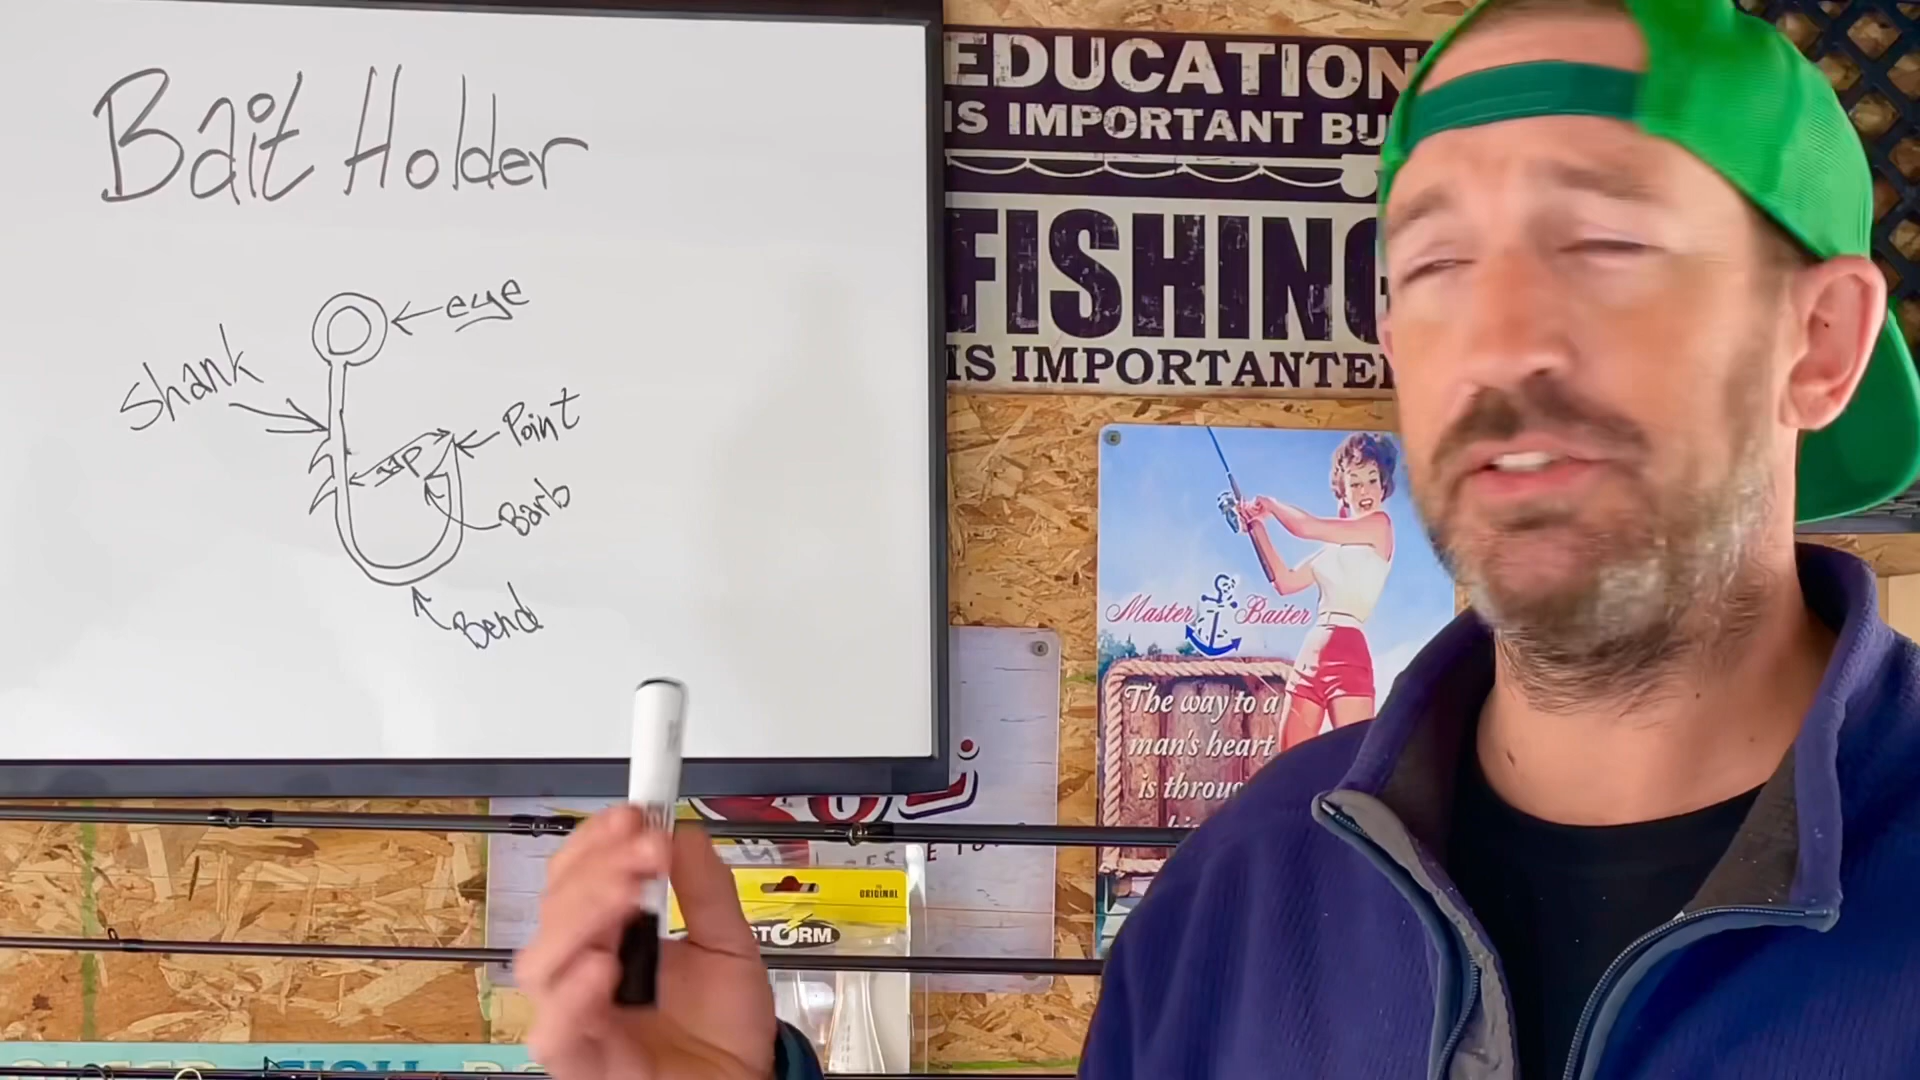 Bait Holder
eye
Shank
Point
gap
Barb
Bend
EDUCATION
IS IMPORTANT BU
FISHING
IS IMPORTANTE
Master Baiter
The way to a
man's heart
is throu
ORIGINAL
STORM